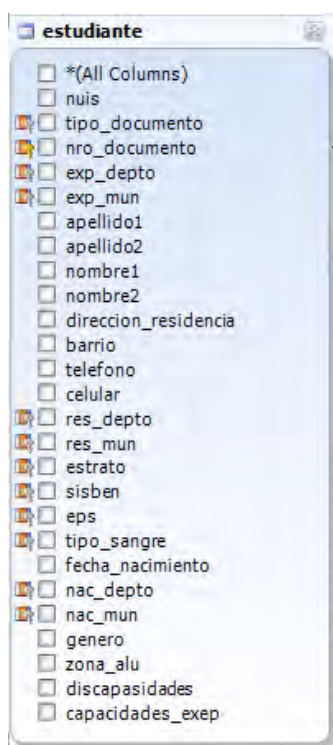 estudiante
*(All Columns)
nuis
tipo_documento
nro_documento
exp_depto
exp_mun
apellido1
apellido2
nombre1
nombre2
direccion_residencia
barrio
telefono
celular
res_depto
res_mun
estrato
sisben
eps
tipo_sangre
fecha_nacimiento
nac_depto
nac_mun
genero
zona_alu
discapasidades
capacidades_exep